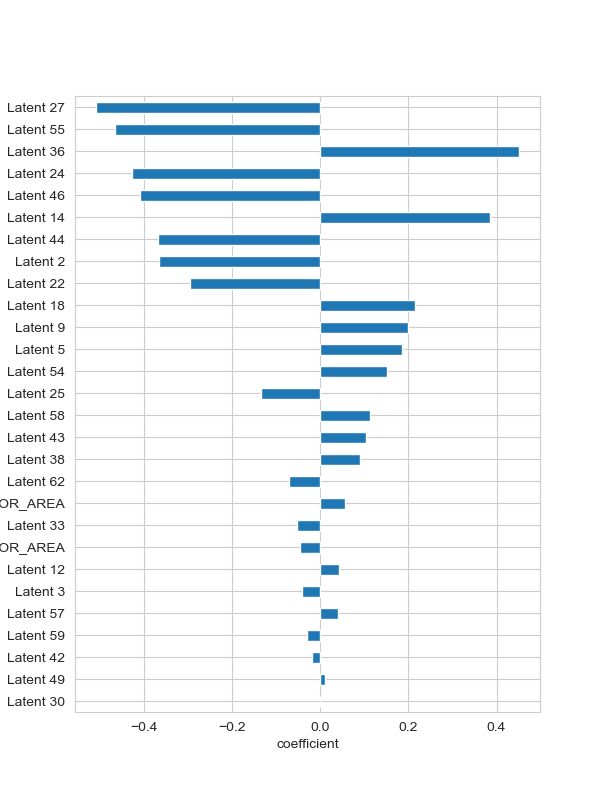 Latent 27
Latent 55
Latent 36
Latent 24
Latent 46
Latent 14
Latent 44
Latent 2
Latent 22
Latent 18
Latent 9
Latent 5
Latent 54
Latent 25
Latent 58
Latent 43
Latent 38
Latent 62
OR_AREA
Latent 33
OR_AREA
Latent 12
Latent 3
Latent 57
Latent 59
Latent 42
Latent 49
Latent 30
−0.4 −0.2 0.0 0.2 0.4
coefficient